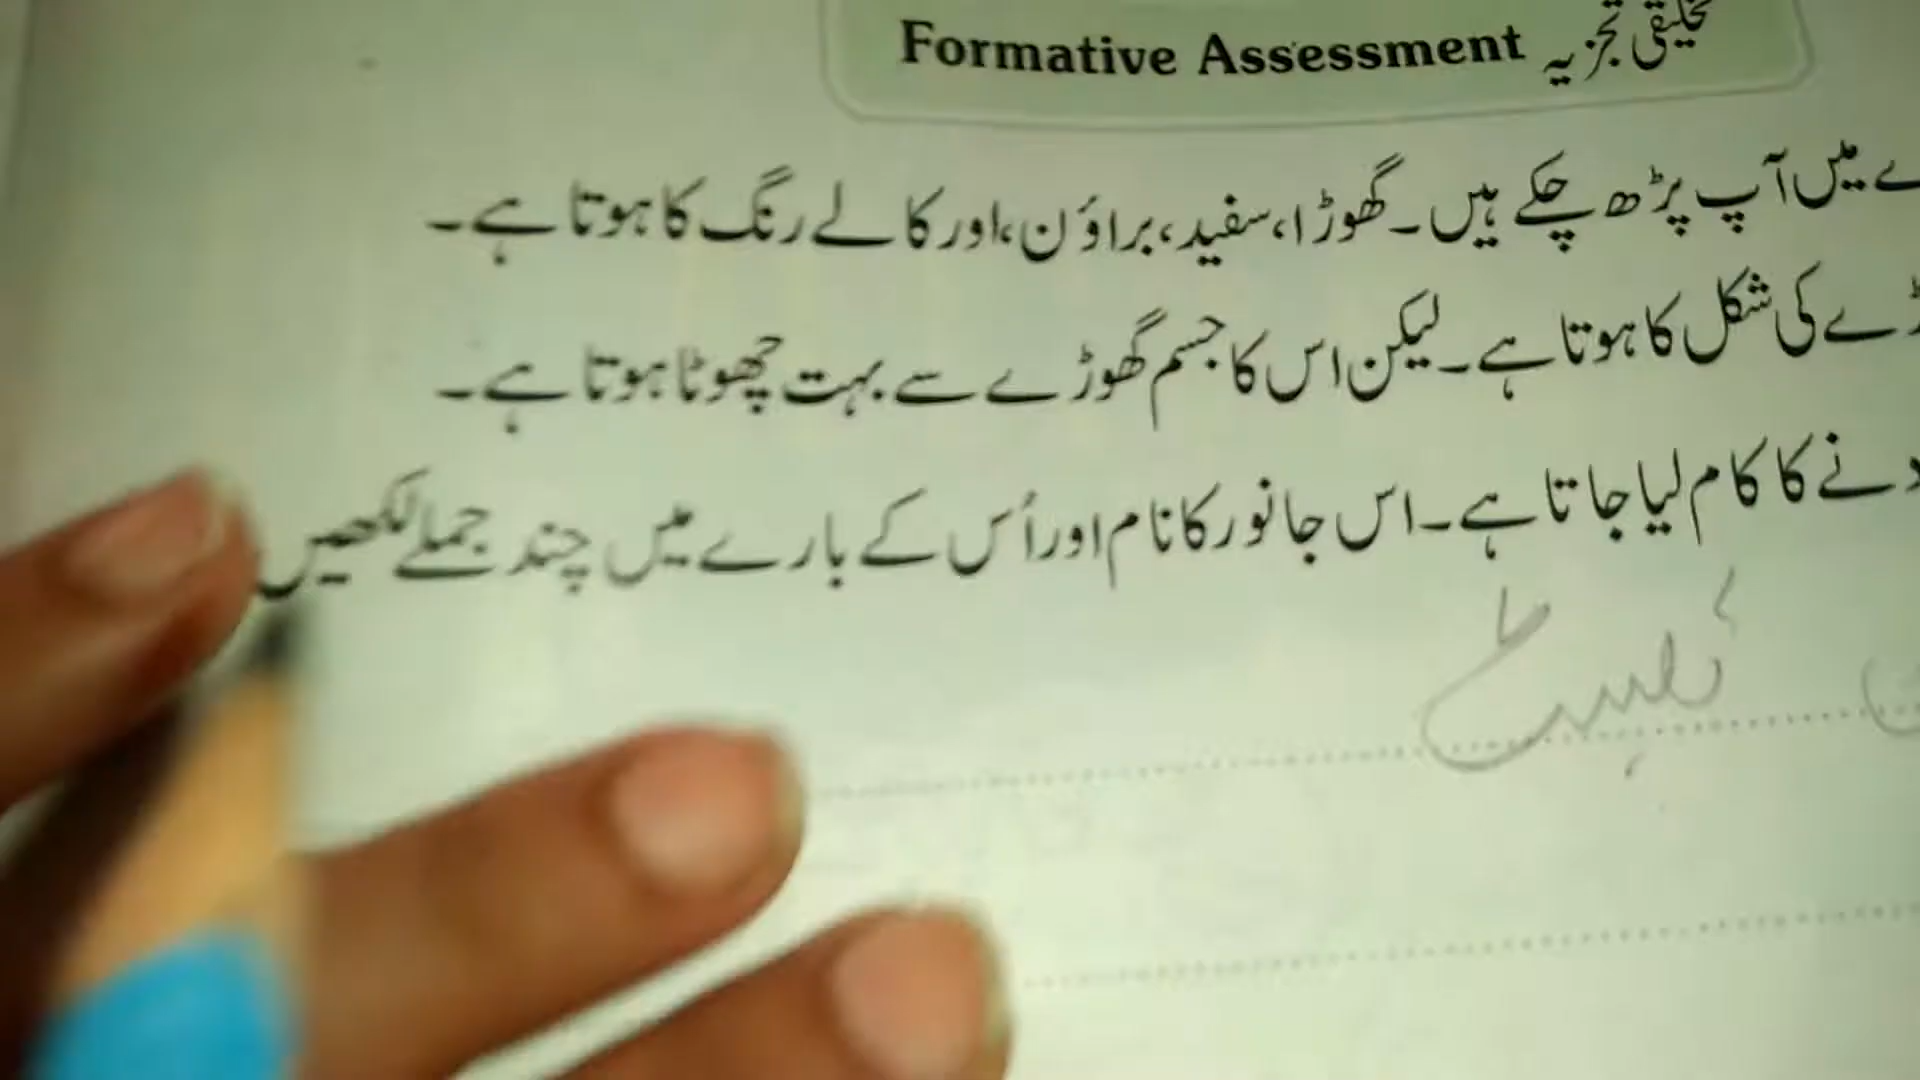 Formative Assessment تخلیقی تجزیہ
میں آپ پڑھ چکے ہیں۔ گھوڑا، سفید، براؤن، اور کالے رنگ کا ہوتا ہے۔
کی شکل کا ہوتا ہے۔ لیکن اس کا جسم گھوڑے سے بہت چھوٹا ہوتا ہے۔
کا کام لیا جاتا ہے۔ اس جانور کا نام اور اُس کے بارے میں چند جملے لکھیں